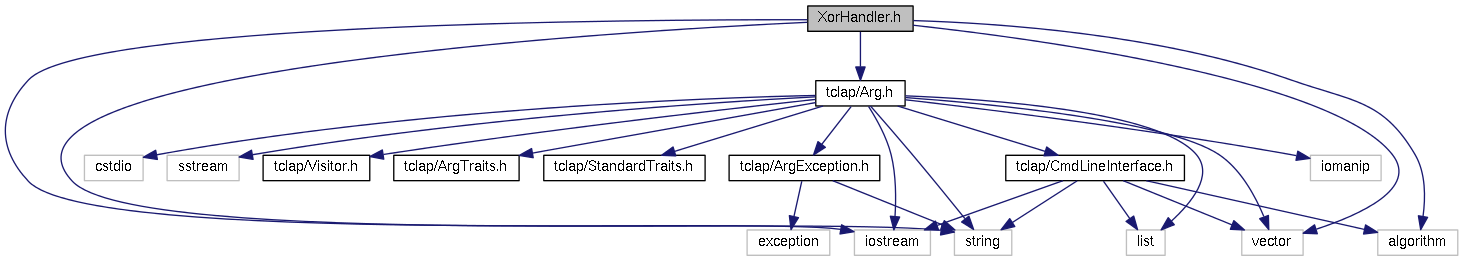 XorHandler.h
tclap/Arg.h
cstdio
sstream
tclap/Visitor.h
tclap/ArgTraits.h
tclap/StandardTraits.h
tclap/ArgException.h
tclap/CmdLineInterface.h
iomanip
exception
iostream
string
list
vector
algorithm